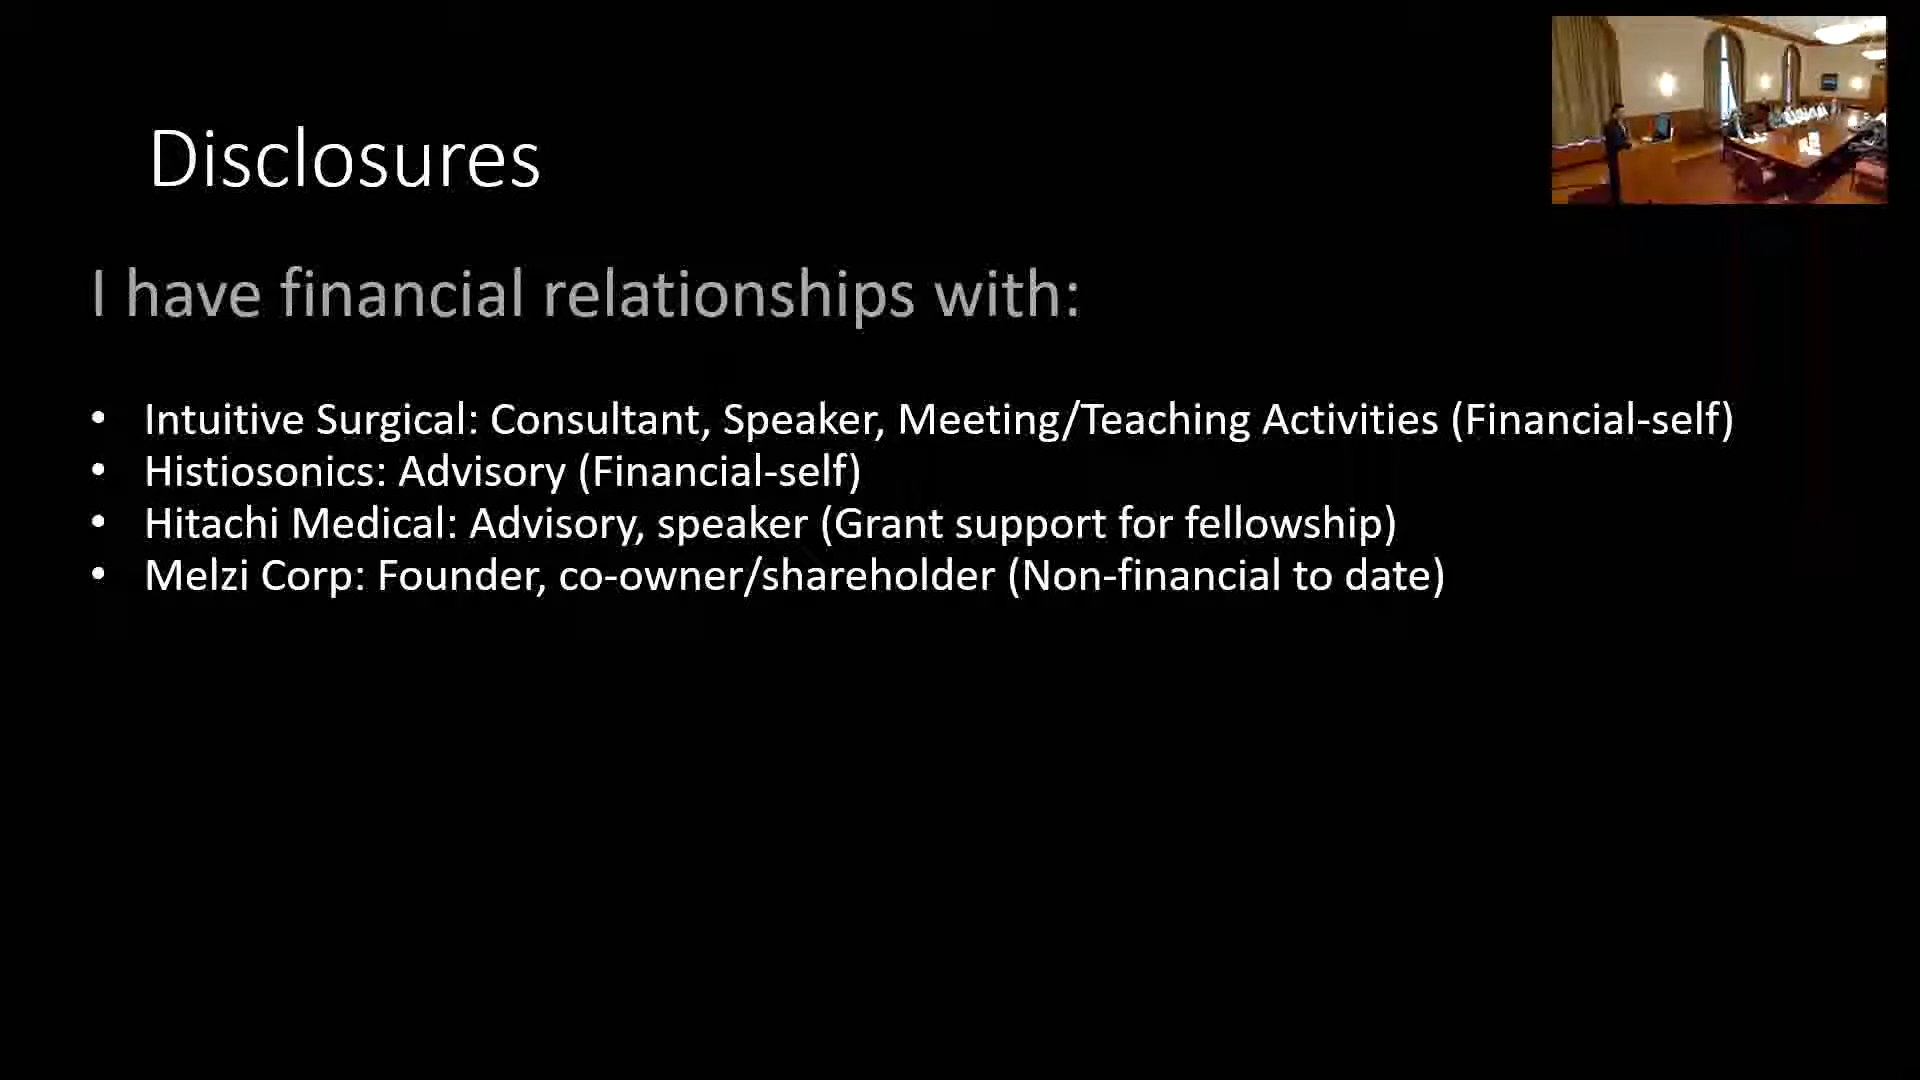 Disclosures
I have financial relationships with:
• Intuitive Surgical: Consultant, Speaker, Meeting/Teaching Activities (Financial-self)
• Histiosonics: Advisory (Financial-self)
• Hitachi Medical: Advisory, speaker (Grant support for fellowship)
• Melzi Corp: Founder, co-owner/shareholder (Non-financial to date)